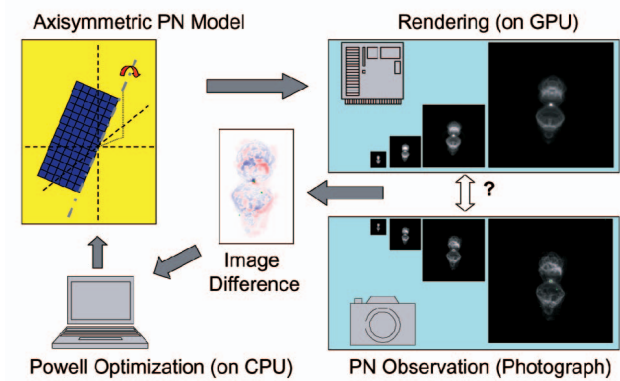 Axisymmetric PN Model
Rendering (on GPU)
?
Image
Difference
Powell Optimization (on CPU)
PN Observation (Photograph)